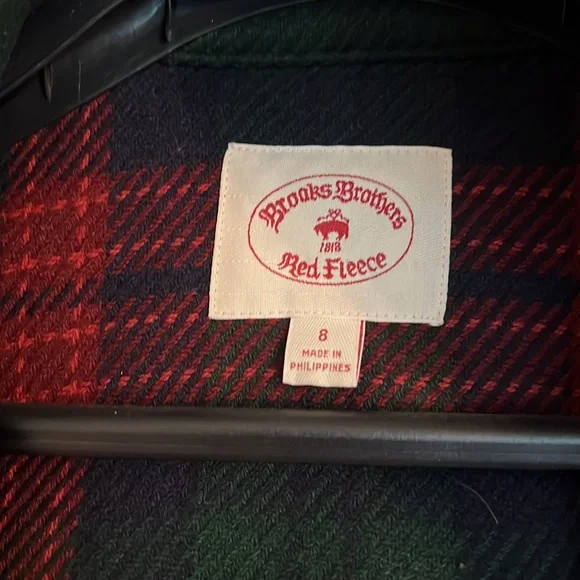 Brooks Brothers
1818
Red Fleece
8
MADE IN
PHILIPPINES